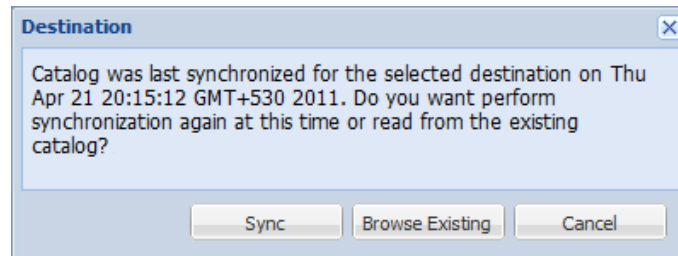 Destination
Catalog was last synchronized for the selected destination on Thu
Apr 21 20:15:12 GMT+530 2011. Do you want perform
synchronization again at this time or read from the existing
catalog?
Sync Browse Existing Cancel